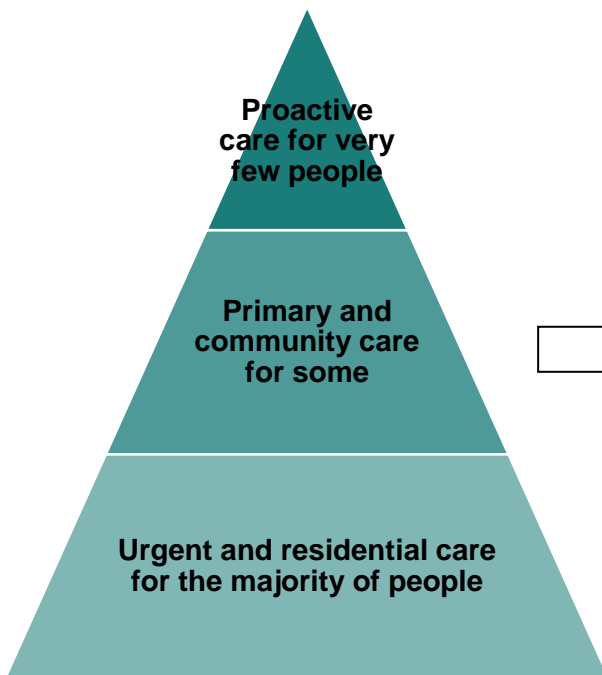 Proactive
care for very
few people
Primary and
community care
for some
Urgent and residential care
for the majority of people